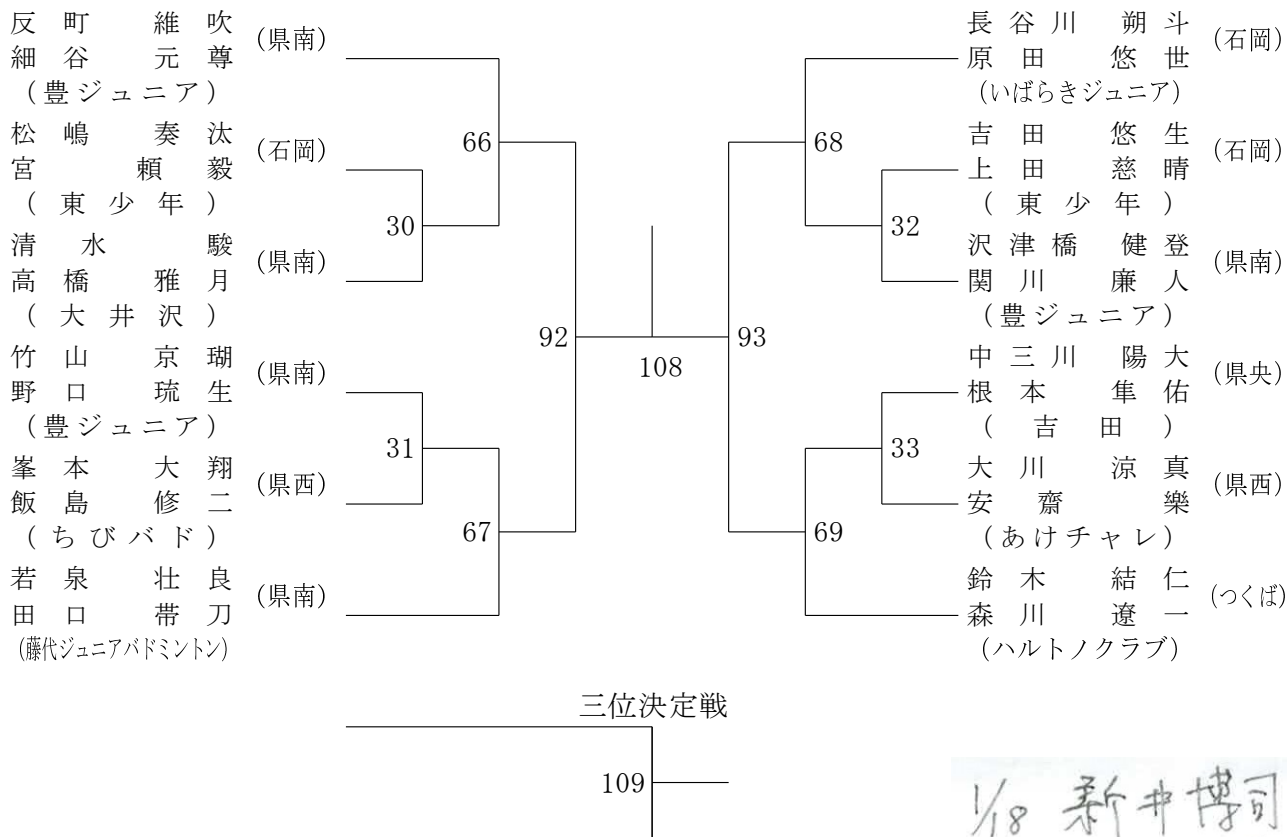 反町 維吹
細谷 元尊
(県南)
(豊ジュニア)
松嶋 奏汰
宮 頼毅
(石岡)
(東少年)
清水 駿
高橋 雅月
(県南)
(大井沢)
竹山 京瑚
野口 琉生
(県南)
(豊ジュニア)
峯本 大翔
飯島 修二
(県西)
(ちびバド)
若泉 壮良
田口 帯刀
(県南)
(藤代ジュニアバドミントン)
66
30
31
67
92
108
93
68
32
33
69
長谷川 朔斗
原田 悠世
(石岡)
(いばらきジュニア)
吉田 悠生
上田 慈晴
(石岡)
(東少年)
沢津橋 健登
関川 廉人
(県南)
(豊ジュニア)
中三川 陽大
根本 隼佑
(県央)
(吉田)
大川 涼真
安齋 樂
(県西)
(あけチャレ)
鈴木 結仁
森川 遼一
(つくば)
(ハルトノクラブ)
三位決定戦
109
1/18 新井博司